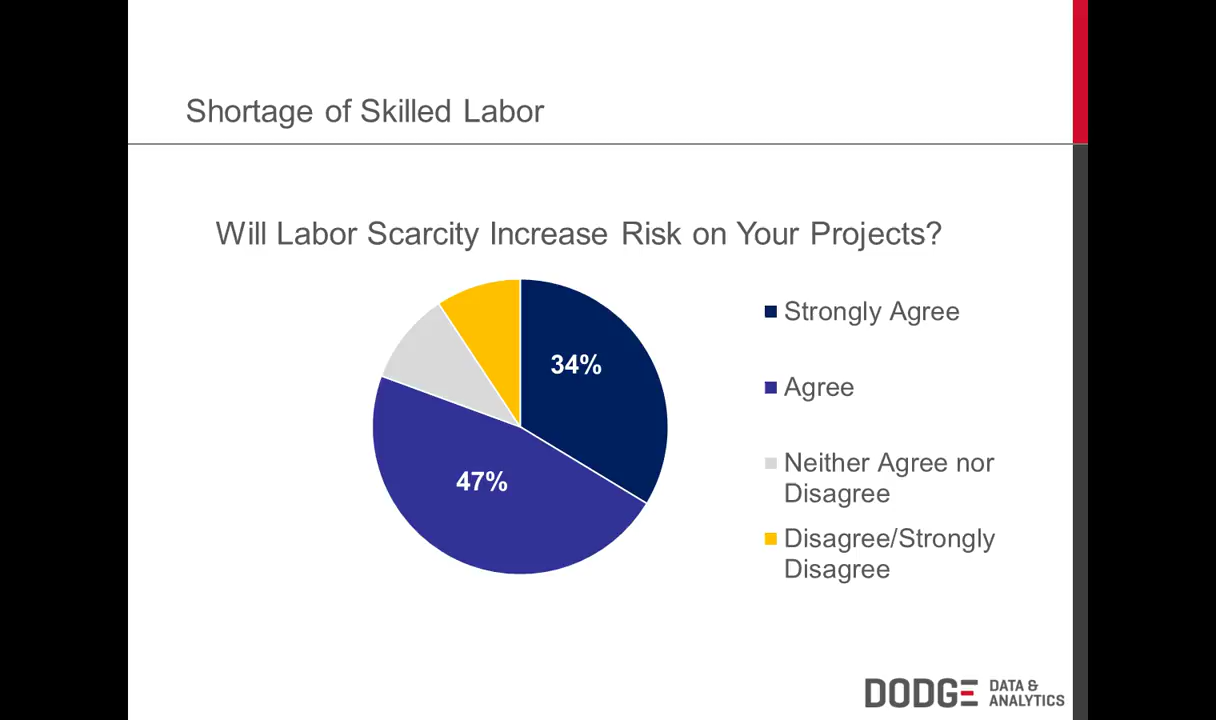 Shortage of Skilled Labor
Will Labor Scarcity Increase Risk on Your Projects?
34%
47%
Strongly Agree
Agree
Neither Agree nor
Disagree
Disagree/Strongly
Disagree
DODGE DATA &
ANALYTICS